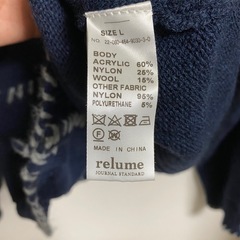 SIZE L
BODY
ACRYLIC 60%
NYLON 25%
WOOL 15%
OTHER FABRIC
NYLON 95%
POLYURETHANE 5%
MADE IN CHINA
relume
JOURNAL STANDARD